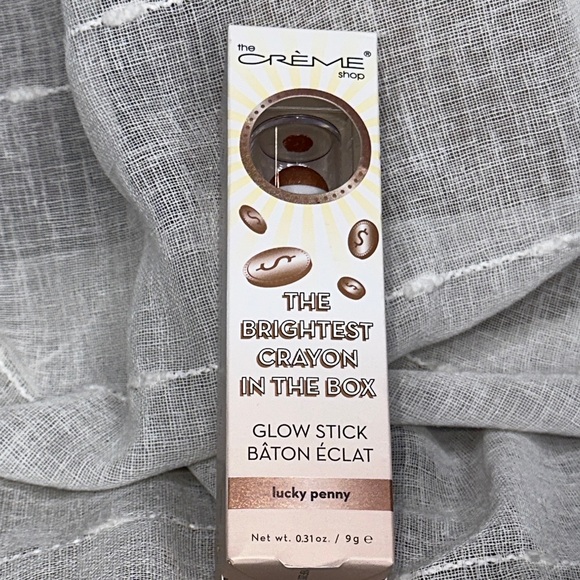 the
CRÈME®
shop
$
$
$
$
THE
BRIGHTEST
CRAYON
IN THE BOX
GLOW STICK
BÂTON ÉCLAT
lucky penny
Net wt. 0.31oz. / 9g ℮